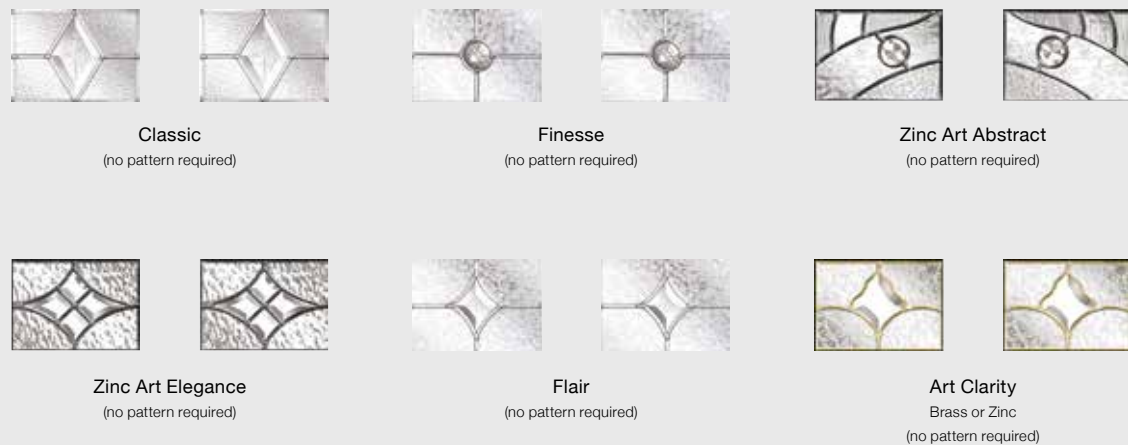 Classic
(no pattern required)
Finesse
(no pattern required)
Zinc Art Abstract
(no pattern required)
Zinc Art Elegance
(no pattern required)
Flair
(no pattern required)
Art Clarity
Brass or Zinc
(no pattern required)